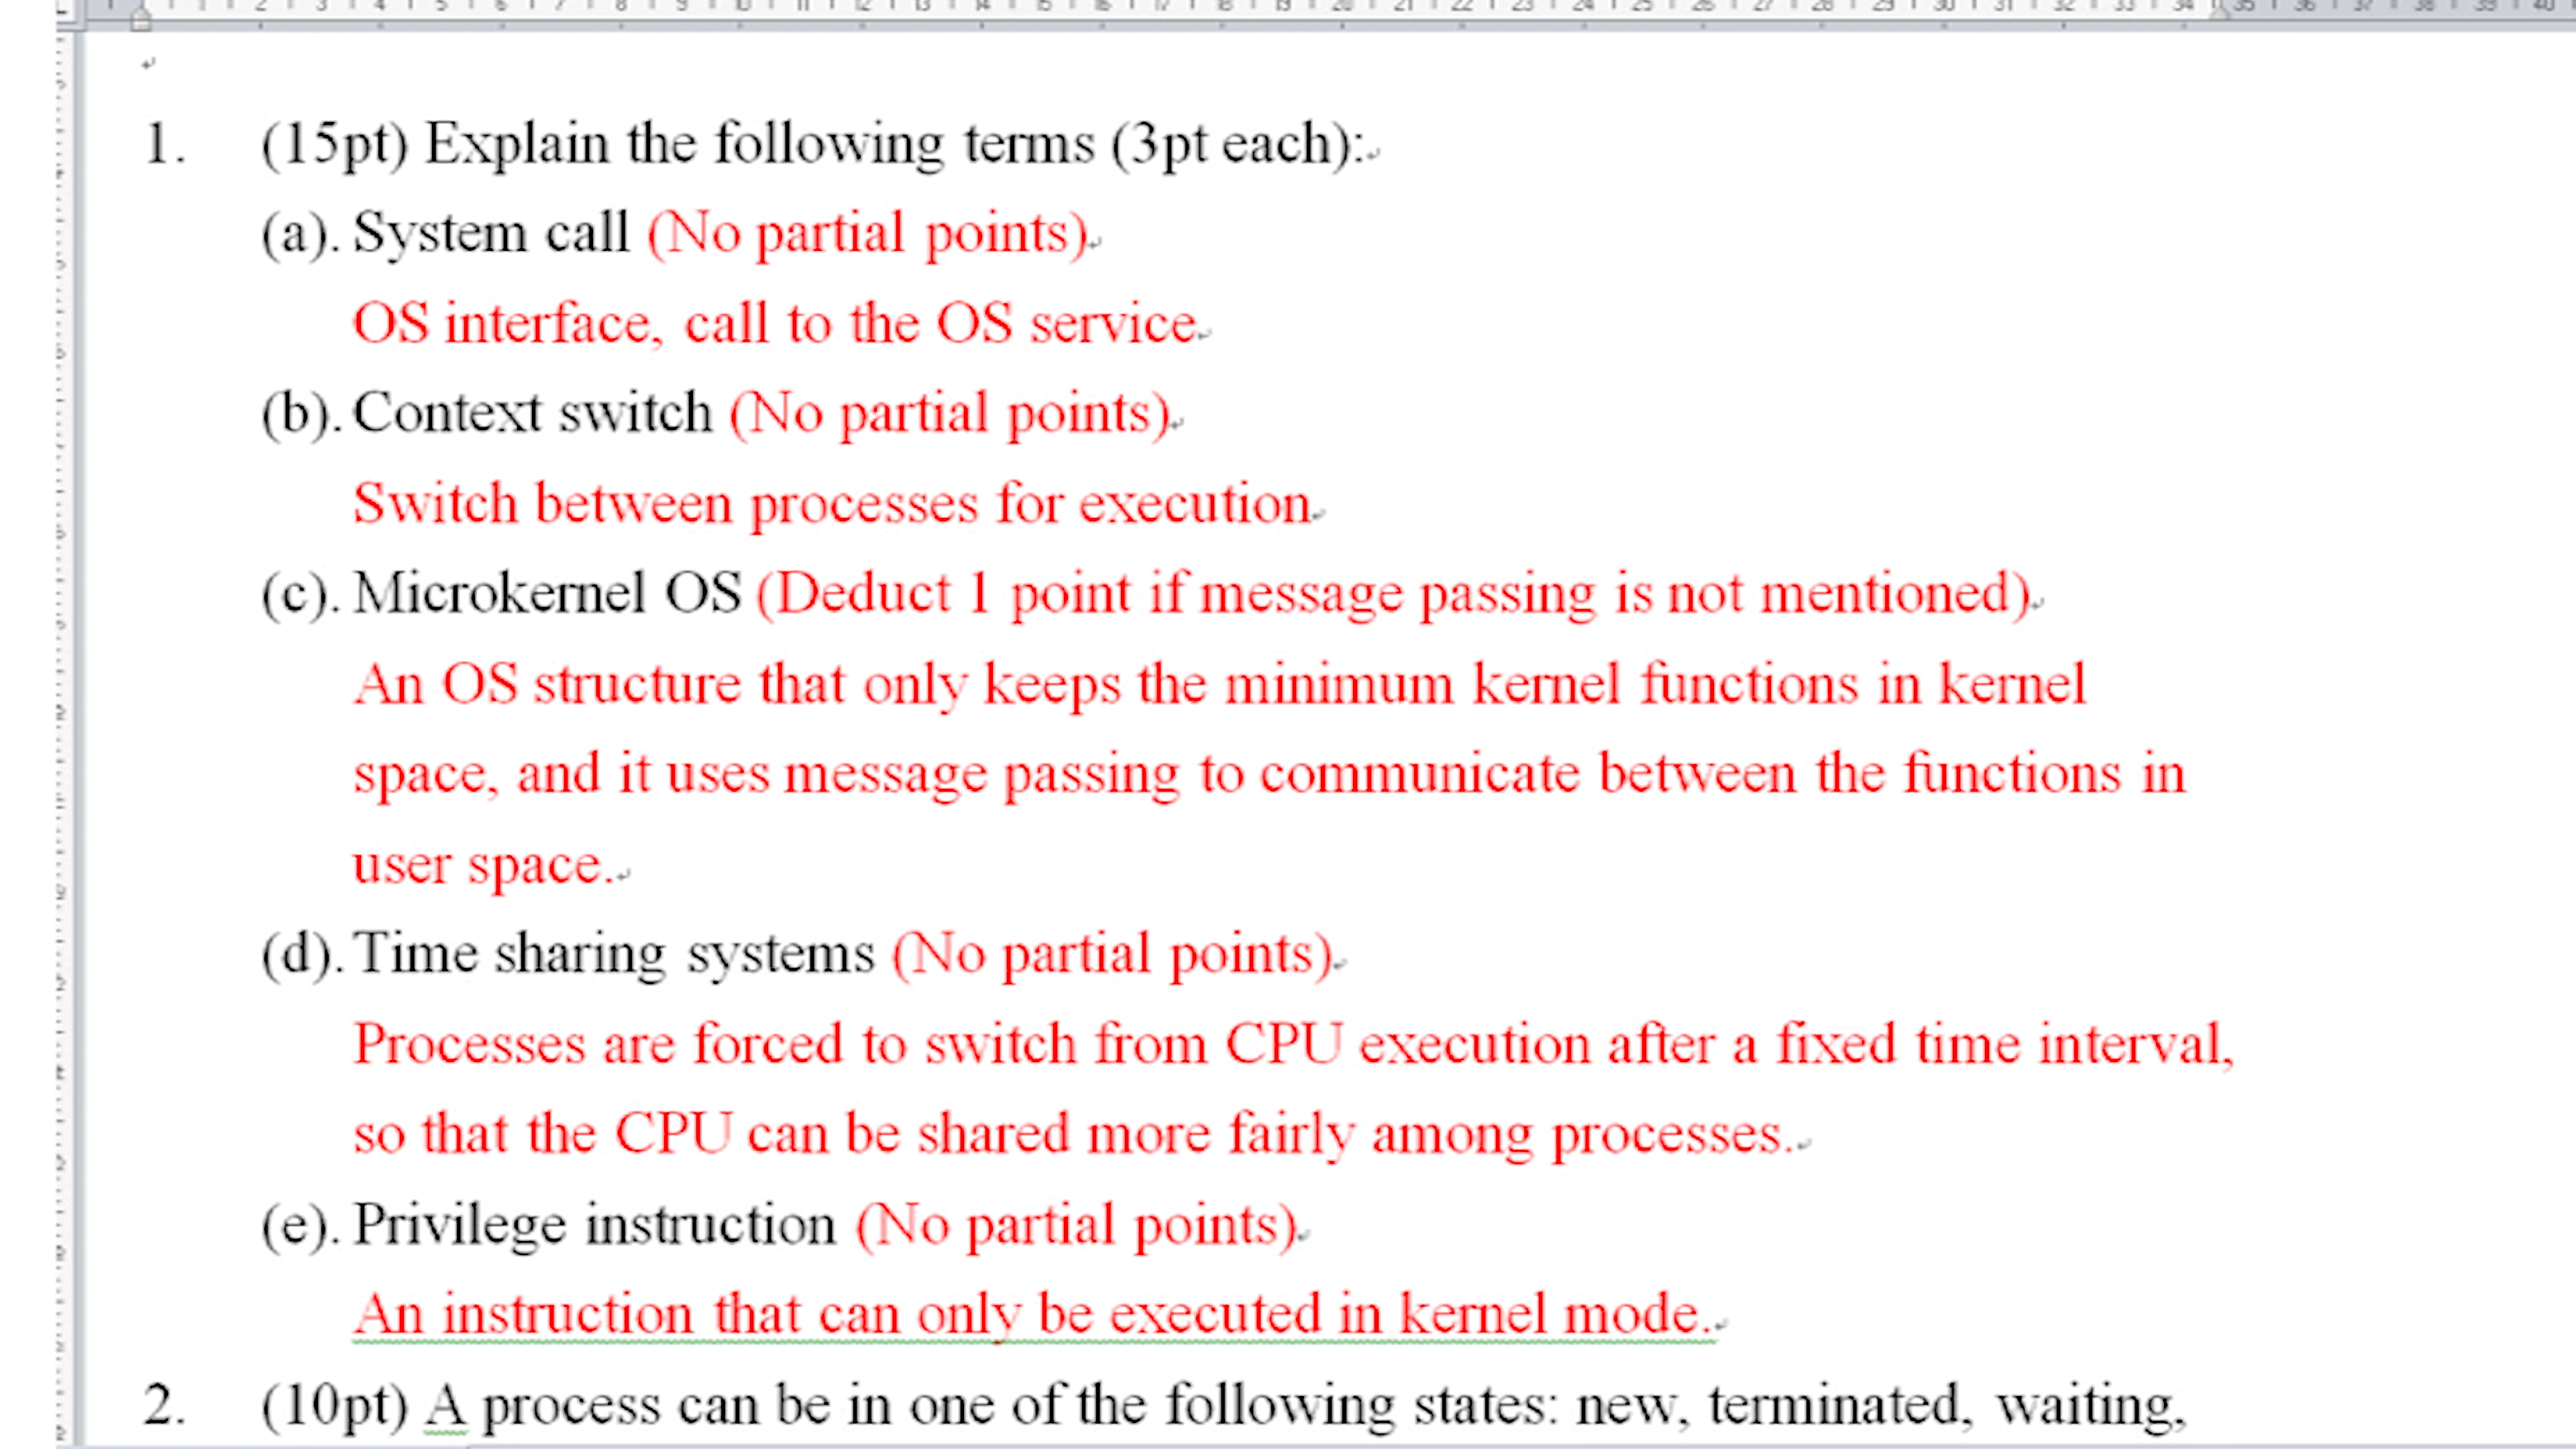 1. (15pt) Explain the following terms (3pt each):
(a). System call (No partial points)
OS interface, call to the OS service
(b). Context switch (No partial points)
Switch between processes for execution
(c). Microkernel OS (Deduct 1 point if message passing is not mentioned)
An OS structure that only keeps the minimum kernel functions in kernel
space, and it uses message passing to communicate between the functions in
user space.
(d). Time sharing systems (No partial points)
Processes are forced to switch from CPU execution after a fixed time interval,
so that the CPU can be shared more fairly among processes.
(e). Privilege instruction (No partial points)
An instruction that can only be executed in kernel mode.
2. (10pt) A process can be in one of the following states: new, terminated, waiting,